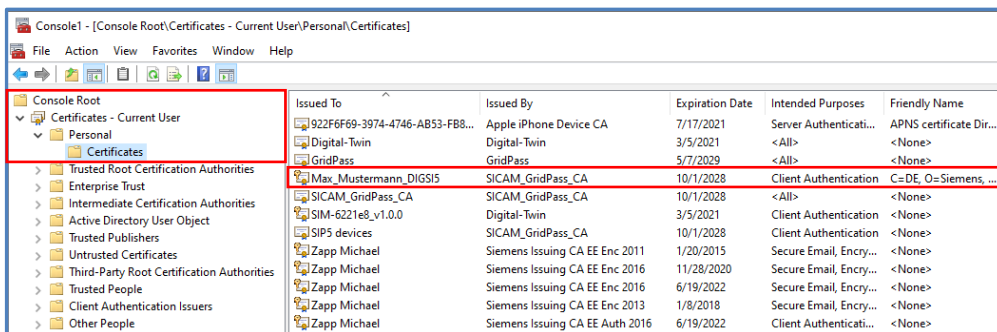 Console1 - [Console Root\Certificates - Current User\Personal\Certificates]
File Action View Favorites Window Help
Console Root
Certificates - Current User
Personal
Certificates
Trusted Root Certification Authorities
Enterprise Trust
Intermediate Certification Authorities
Active Directory User Object
Trusted Publishers
Untrusted Certificates
Third-Party Root Certification Authorities
Trusted People
Client Authentication Issuers
Other People
Issued To Issued By Expiration Date Intended Purposes Friendly Name
922F6F69-3974-4746-AB53-FB8... Apple iPhone Device CA 7/17/2021 Server Authenticati... APNS certificate Dir...
Digital-Twin Digital-Twin 3/5/2021 <All> <None>
GridPass GridPass 5/7/2029 <All> <None>
Max_Mustermann_DIGSI5 SICAM_GridPass_CA 10/1/2028 Client Authentication C=DE, O=Siemens, ...
SICAM_GridPass_CA SICAM_GridPass_CA 10/1/2028 <All> <None>
SIM-6221e8_v1.0.0 Digital-Twin 3/5/2021 Client Authentication <None>
SIP5 devices SICAM_GridPass_CA 10/1/2028 Client Authentication <None>
Zapp Michael Siemens Issuing CA EE Enc 2011 1/20/2015 Secure Email, Encry... <None>
Zapp Michael Siemens Issuing CA EE Enc 2016 11/28/2020 Secure Email, Encry... <None>
Zapp Michael Siemens Issuing CA EE Enc 2016 6/19/2022 Secure Email, Encry... <None>
Zapp Michael Siemens Issuing CA EE Enc 2013 1/8/2018 Secure Email, Encry... <None>
Zapp Michael Siemens Issuing CA EE Auth 2016 6/19/2022 Client Authenticati... <None>